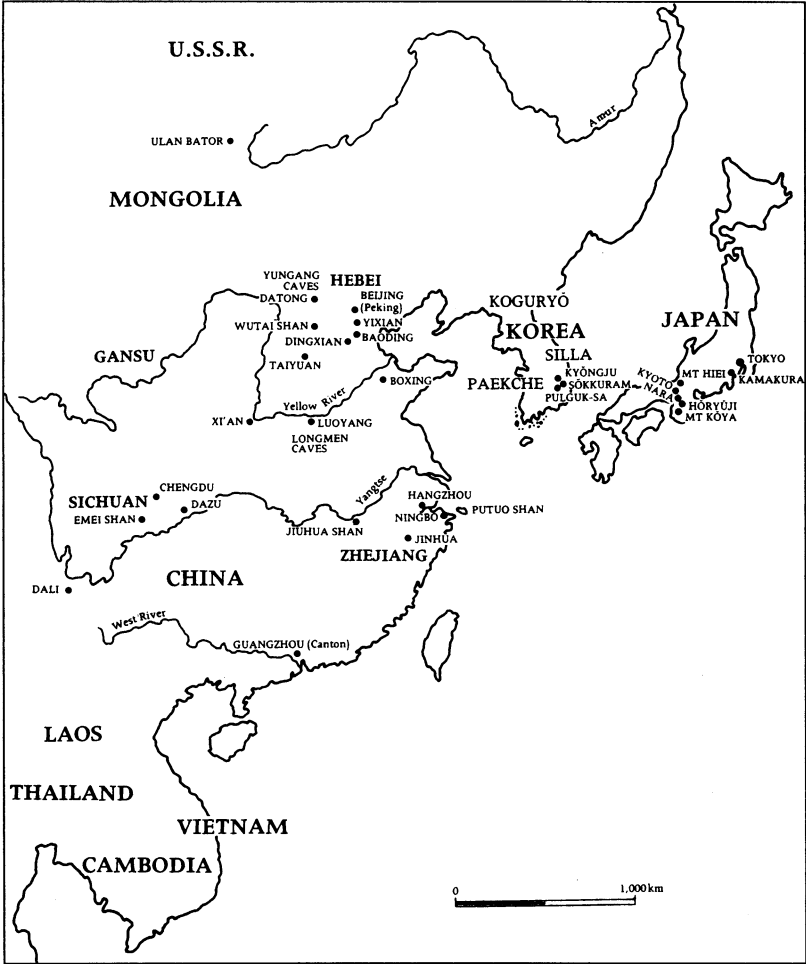 U.S.S.R.
Amur
ULAN BATOR
MONGOLIA
YUNGANG
CAVES
HEBEI
DATONG
BEIJING
(Peking)
KOGURYŎ
WUTAI SHAN
YIXIAN
KOREA
JAPAN
DINGXIAN
BAODING
GANSU
SILLA
TAIYUAN
TOKYO
KYŎNGJU
KYOTO
MT HIEI
BOXING
PAEKCHE
SŎKKURAM
KAMAKURA
PULGUK-SA
NARA
Yellow River
HŌRYŪJI
XI'AN
LUOYANG
MT KŌYA
LONGMEN
CAVES
Yangtse
CHENGDU
SICHUAN
HANGZHOU
DAZU
EMEI SHAN
NINGBO
PUTUO SHAN
JIUHUA SHAN
JINHUA
ZHEJIANG
CHINA
DALI
West River
GUANGZHOU (Canton)
LAOS
THAILAND
VIETNAM
CAMBODIA
0 1,000 km